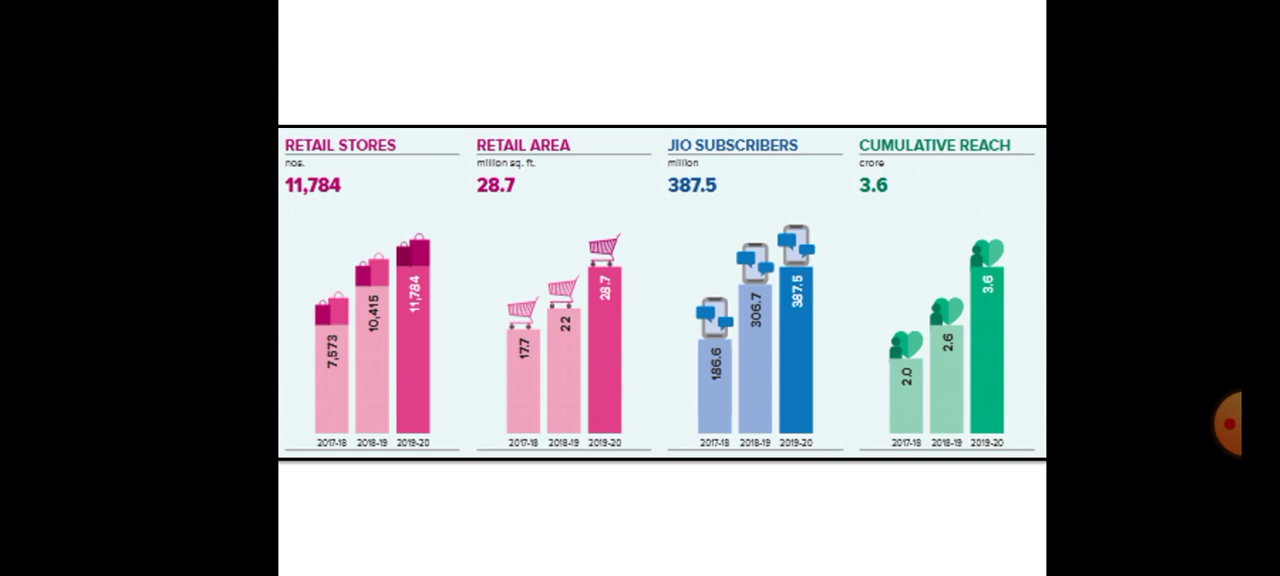 RETAIL STORES
nos.
11,784
7,573
10,415
11,784
2017-18 2018-19 2019-20
RETAIL AREA
million sq. ft.
28.7
17.7
22
28.7
2017-18 2018-19 2019-20
JIO SUBSCRIBERS
million
387.5
186.6
306.7
387.5
2017-18 2018-19 2019-20
CUMULATIVE REACH
crore
3.6
2.0
2.6
3.6
2017-18 2018-19 2019-20